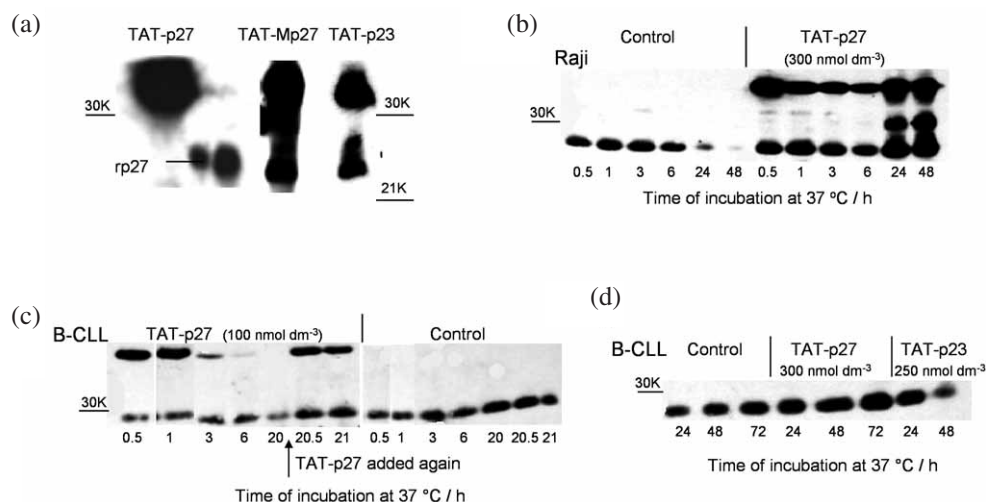 (a)
TAT-p27 TAT-Mp27 TAT-p23
30K 30K
rp27
21K
(b)
Control TAT-p27
Raji (300 nmol dm-3)
30K
0.5 1 3 6 24 48 0.5 1 3 6 24 48
Time of incubation at 37 ºC / h
(c)
B-CLL TAT-p27 (100 nmol dm-3) Control
30K
0.5 1 3 6 20 20.5 21 0.5 1 3 6 20 20.5 21
TAT-p27 added again
Time of incubation at 37 °C / h
(d)
B-CLL Control TAT-p27 TAT-p23
300 nmol dm-3 250 nmol dm-3
30K
24 48 72 24 48 72 24 48
Time of incubation at 37 °C / h